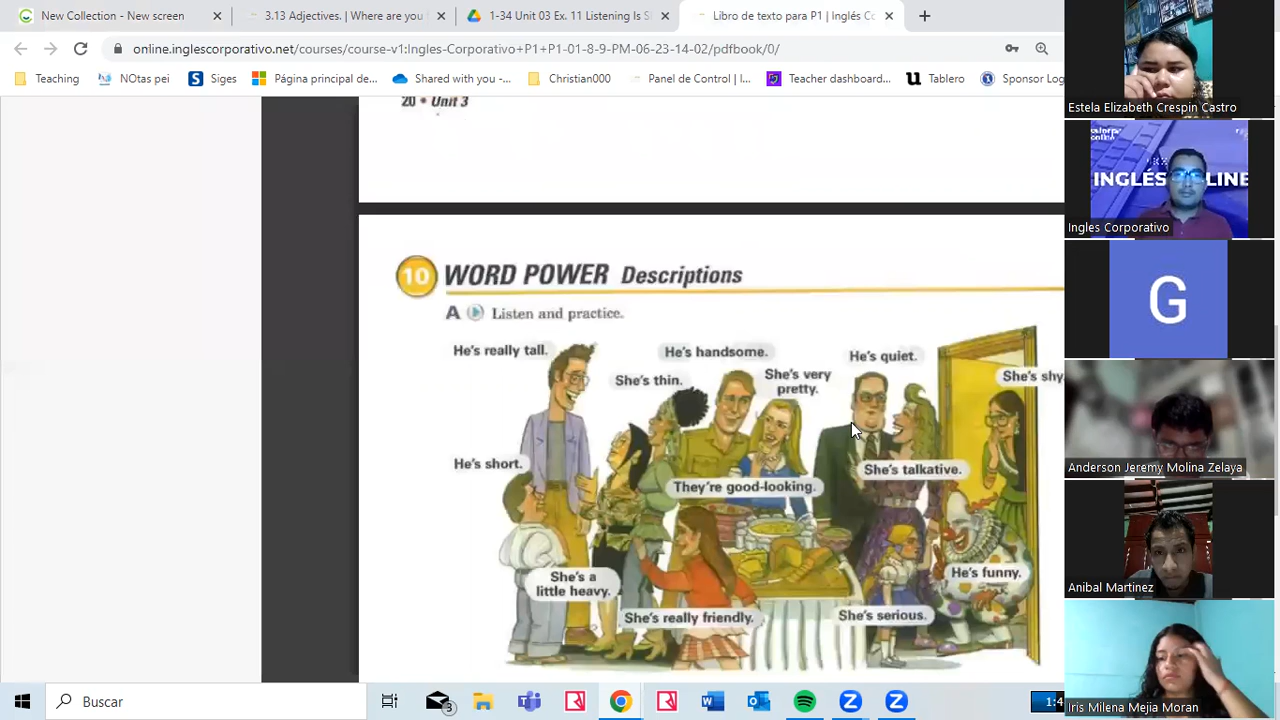 New Collection - New screen
3.13 Adjectives. | Where are you
1-34 Unit 03 Ex. 11 Listening Is S
Libro de texto para P1 | Inglés Co
online.inglescorporativo.net/courses/course-v1:Ingles-Corporativo+P1+P1-01-8-9-PM-06-23-14-02/pdfbook/0/
Teaching
NOtas pei
Siges
Página principal de...
Shared with you -...
Christian000
Panel de Control | I...
Teacher dashboard...
Tablero
Sponsor Log
20 • Unit 3
10 WORD POWER Descriptions
A Listen and practice.
He's really tall.
He's handsome.
He's quiet.
She's thin.
She's very
pretty.
She's shy
He's short.
They're good-looking.
She's talkative.
She's a
little heavy.
He's funny.
She's really friendly.
She's serious.
Estela Elizabeth Crespin Castro
INGLÉS
LINE
Ingles Corporativo
G
Anderson Jeremy Molina Zelaya
Anibal Martinez
Iris Milena Mejia Moran
Buscar
3
1:4